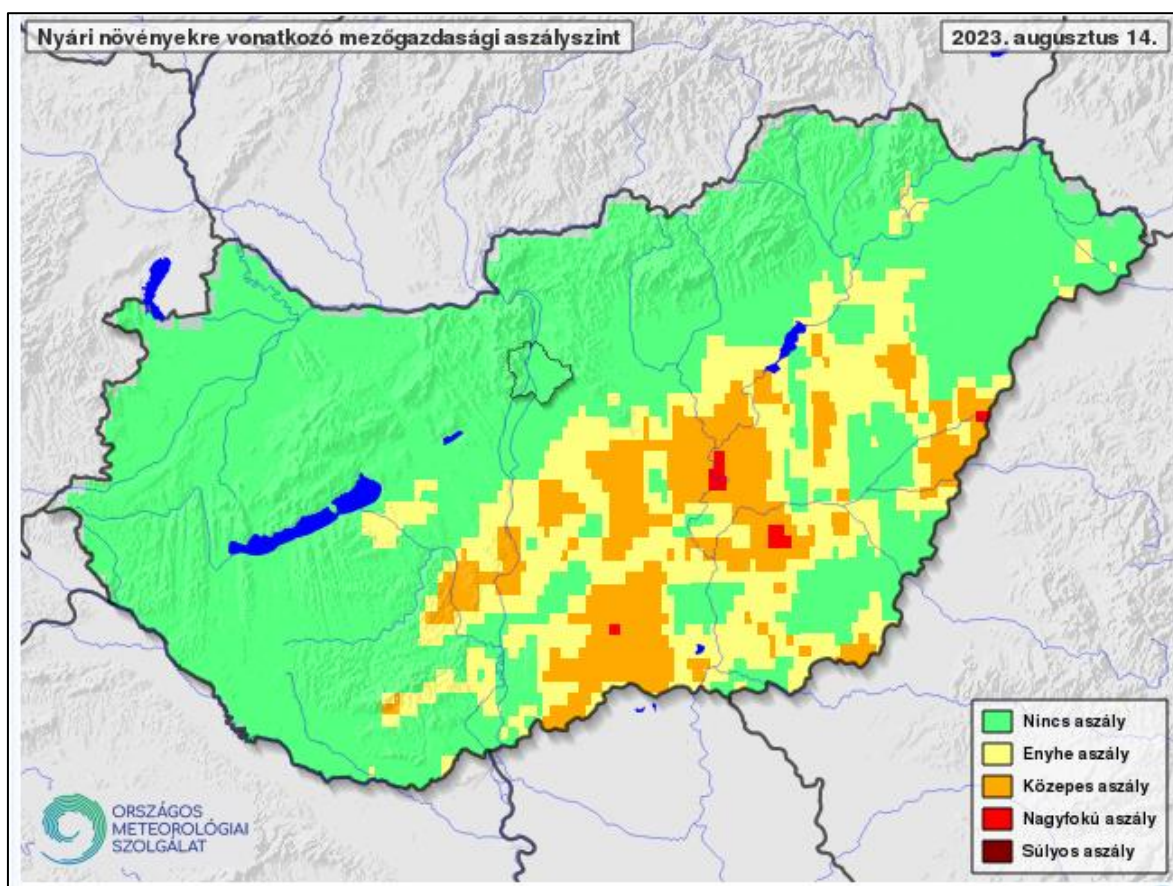 Nyári növényekre vonatkozó mezőgazdasági aszályszint
2023. augusztus 14.
Nincs aszály
Enyhe aszály
Közepes aszály
Nagyfokú aszály
Súlyos aszály
ORSZÁGOS
METEOROLÓGIAI
SZOLGÁLAT